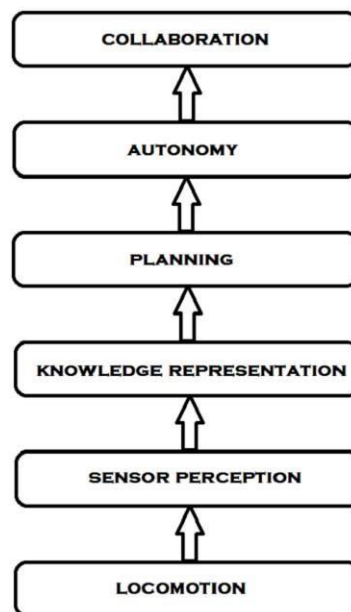 COLLABORATION
AUTONOMY
PLANNING
KNOWLEDGE REPRESENTATION
SENSOR PERCEPTION
LOCOMOTION